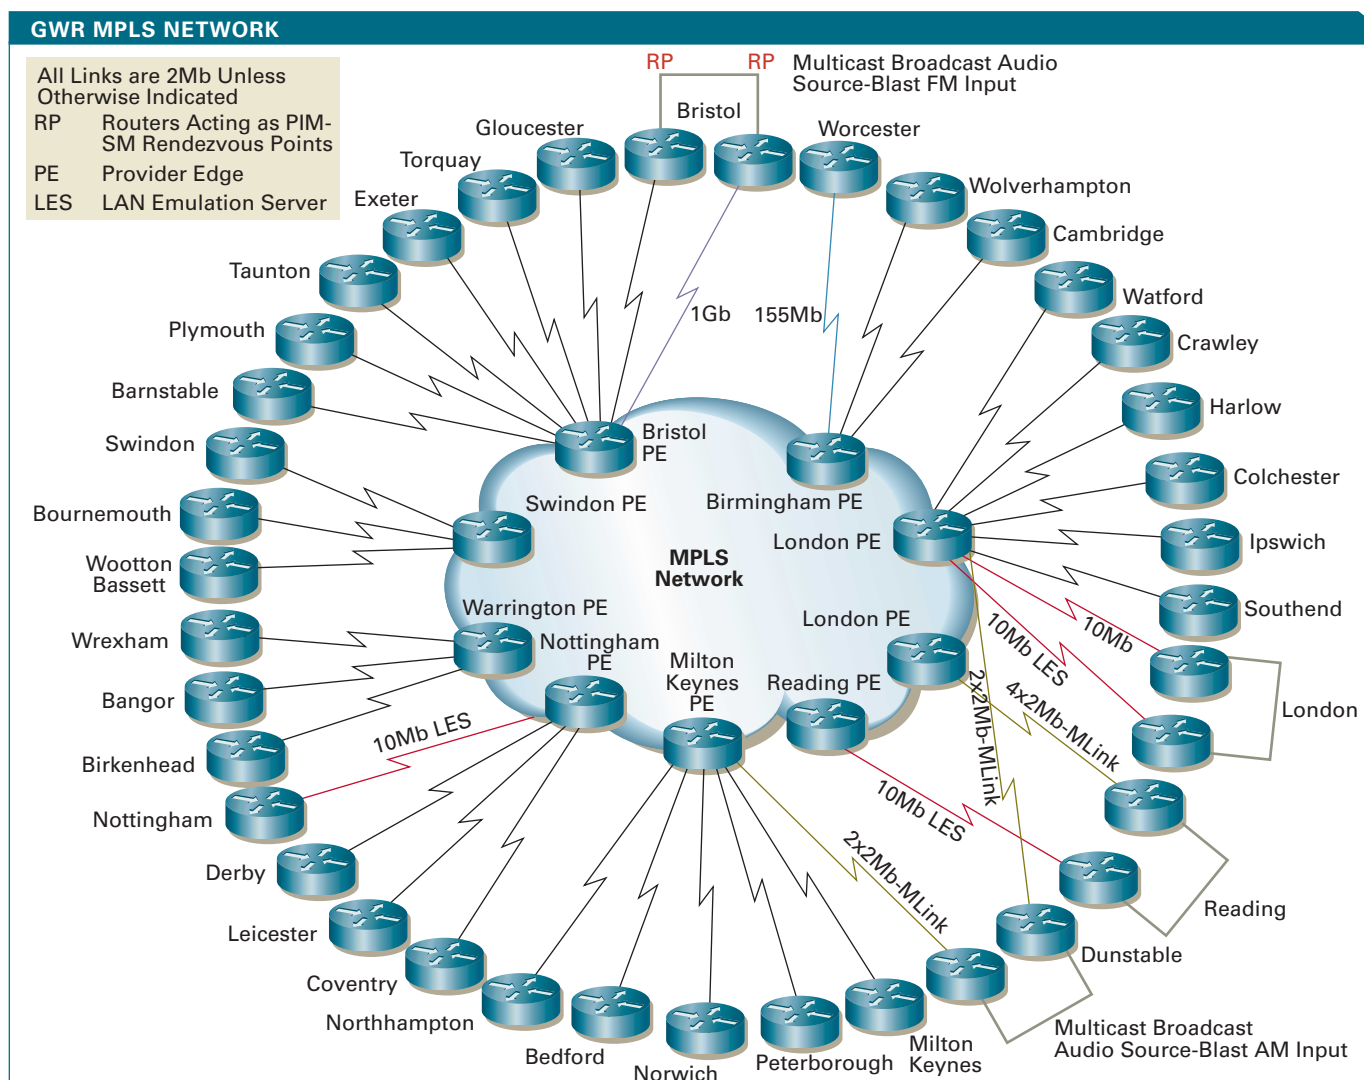 GWR MPLS NETWORK
All Links are 2Mb Unless
Otherwise Indicated
RP Routers Acting as PIM-
SM Rendezvous Points
PE Provider Edge
LES LAN Emulation Server
RP
RP
Multicast Broadcast Audio
Source-Blast FM Input
Bristol
Gloucester
Worcester
Torquay
Wolverhampton
Exeter
Cambridge
Taunton
Watford
Plymouth
1Gb
155Mb
Crawley
Barnstable
Harlow
Swindon
Bristol
PE
Colchester
Swindon PE
Birmingham PE
Bournemouth
London PE
Ipswich
MPLS
Network
Wootton
Bassett
Warrington PE
London PE
Southend
Wrexham
Nottingham
PE
Milton
Keynes
PE
Reading PE
10Mb
10Mb LES
2x2Mb-MLink
4x2Mb-MLink
London
Bangor
10Mb LES
Birkenhead
Nottingham
10Mb LES
2x2Mb-MLink
Derby
Reading
Leicester
Dunstable
Coventry
Northhampton
Bedford
Norwich
Peterborough
Milton
Keynes
Multicast Broadcast
Audio Source-Blast AM Input